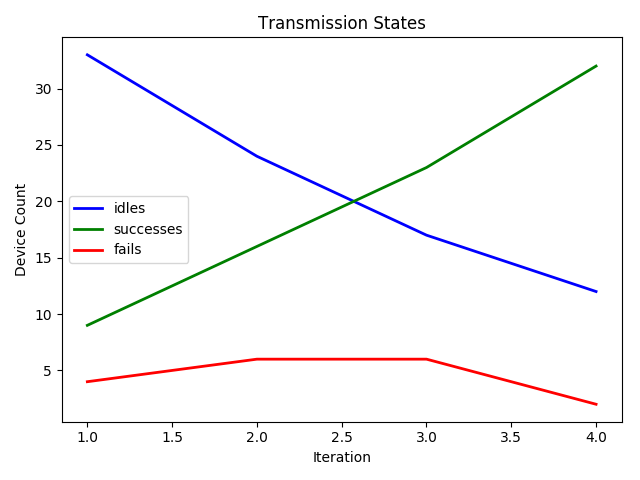 Transmission States
Device Count
30
25
20
15
10
5
idles
successes
fails
1.0 1.5 2.0 2.5 3.0 3.5 4.0
Iteration